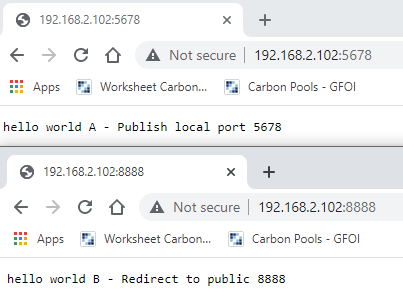 192.168.2.102:5678
Not secure 192.168.2.102:5678
Apps Worksheet Carbon... Carbon Pools - GFOI
hello world A - Publish local port 5678
192.168.2.102:8888
Not secure 192.168.2.102:8888
Apps Worksheet Carbon... Carbon Pools - GFOI
hello world B - Redirect to public 8888